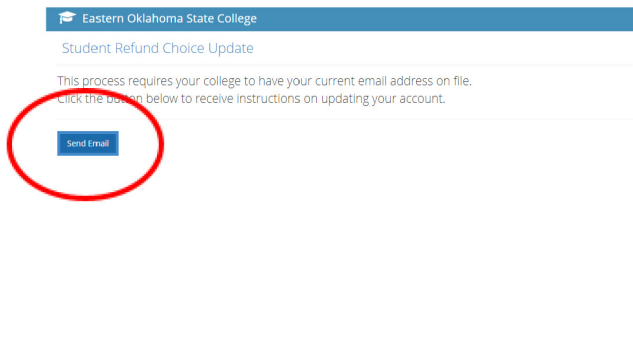 Eastern Oklahoma State College
Student Refund Choice Update
This process requires your college to have your current email address on file.
Click the button below to receive instructions on updating your account.
Send Email